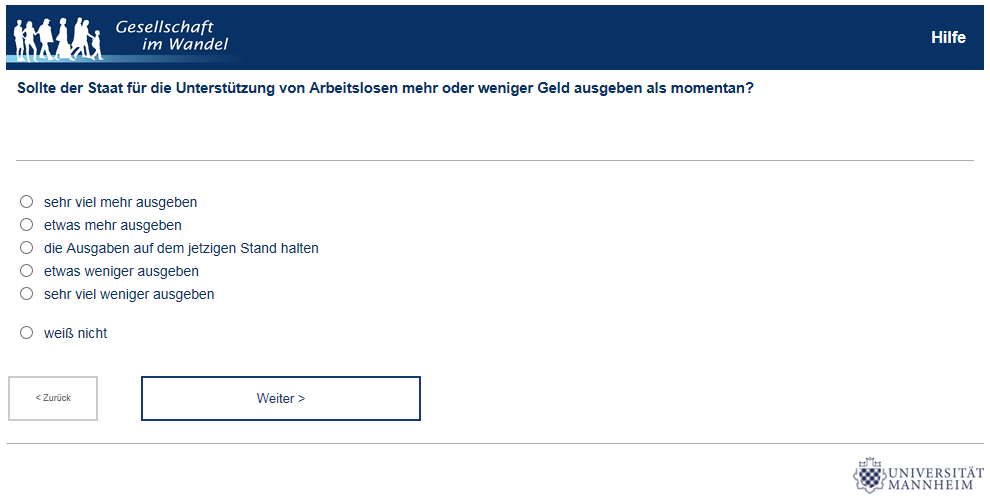 Gesellschaft
im Wandel
Hilfe
Sollte der Staat für die Unterstützung von Arbeitslosen mehr oder weniger Geld ausgeben als momentan?
sehr viel mehr ausgeben
etwas mehr ausgeben
die Ausgaben auf dem jetzigen Stand halten
etwas weniger ausgeben
sehr viel weniger ausgeben
weiß nicht
< Zurück
Weiter >
UNIVERSITÄT
MANNHEIM